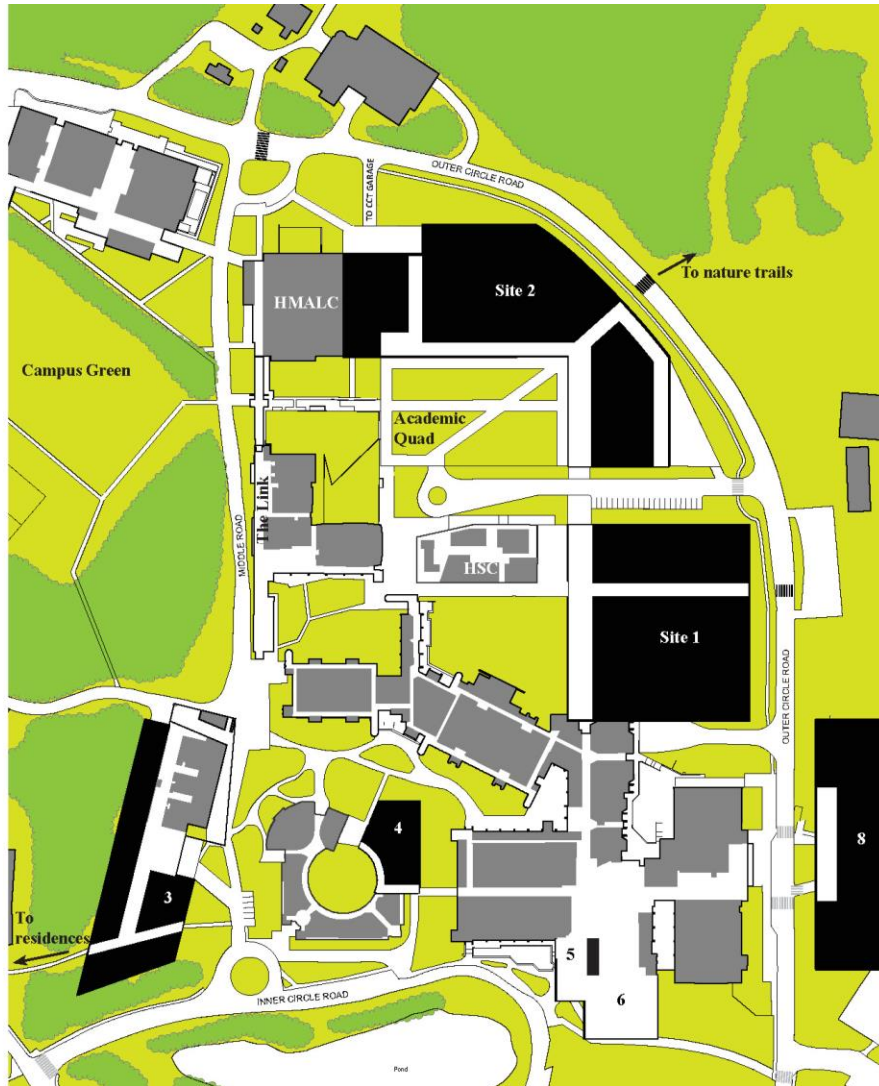 OUTER CIRCLE ROAD
TO CCT GARAGE
To nature trails
Site 2
HMALC
Campus Green
Academic
Quad
The Link
MIDDLE ROAD
HSC
Site 1
OUTER CIRCLE ROAD
4
8
3
To
residences
5
6
INNER CIRCLE ROAD
Pond